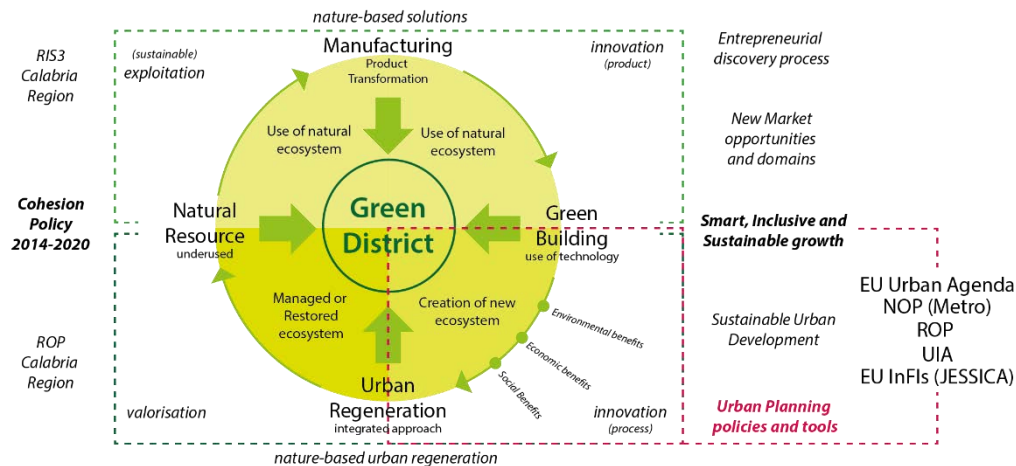 nature-based solutions
RIS3
Calabria
Region
(sustainable)
exploitation
Manufacturing
Product
Transformation
innovation
(product)
Entrepreneurial
discovery process
Use of natural
ecosystem
Use of natural
ecosystem
New Market
opportunities
and domains
Cohesion
Policy
2014-2020
Natural
Resource
underused
Green
District
Green
Building
use of technology
Smart, Inclusive and
Sustainable growth
Managed or
Restored
ecosystem
Creation of new
ecosystem
Environmental benefits
Economic benefits
Social Benefits
Sustainable Urban
Development
EU Urban Agenda
NOP (Metro)
ROP
UIA
EU InFIs (JESSICA)
ROP
Calabria
Region
valorisation
Urban
Regeneration
integrated approach
innovation
(process)
Urban Planning
policies and tools
nature-based urban regeneration